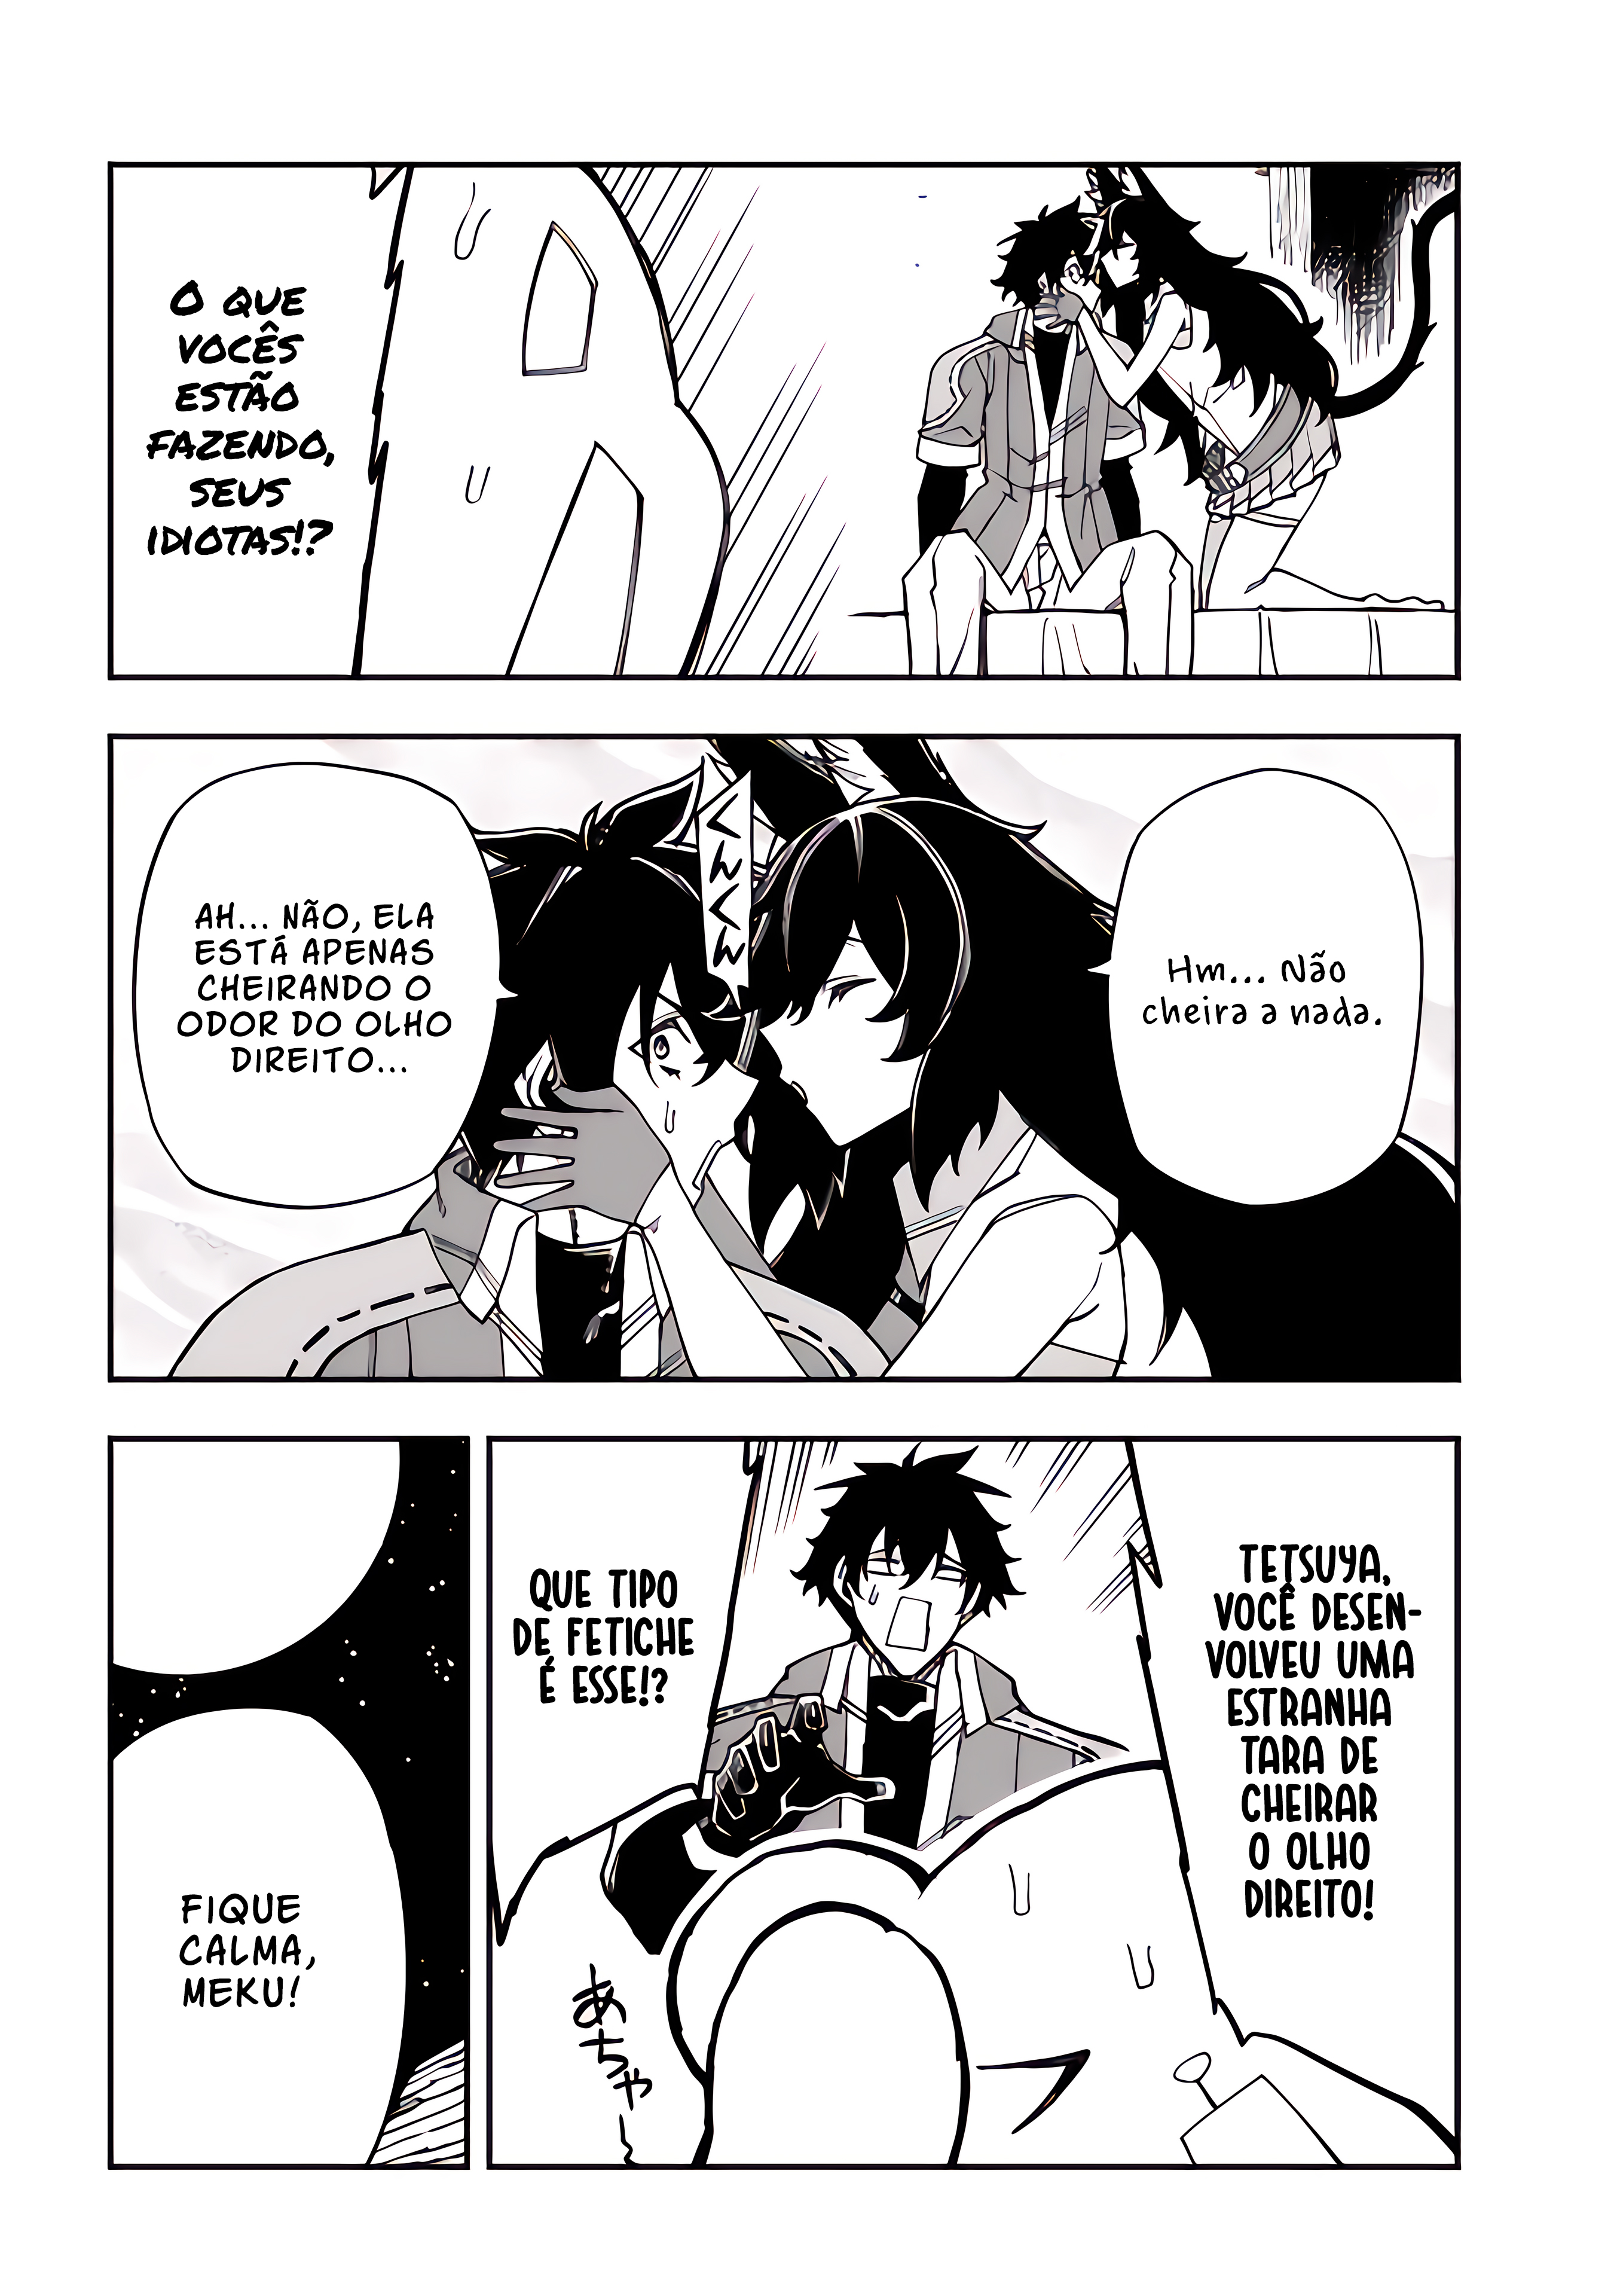 O QUE
VOCÊS
ESTÃO
FAZENDO,
SEUS
IDIOTAS!?
Hm... Não
cheira a nada.
くんくん
AH... NÃO, ELA
ESTÁ APENAS
CHEIRANDO O
ODOR DO OLHO
DIREITO...
TETSUYA,
VOCÊ DESEN-
VOLVEU UMA
ESTRANHA
TARA DE
CHEIRAR
O OLHO
DIREITO!
QUE TIPO
DE FETICHE
É ESSE!?
あちゃー
FIQUE
CALMA,
MEKU!